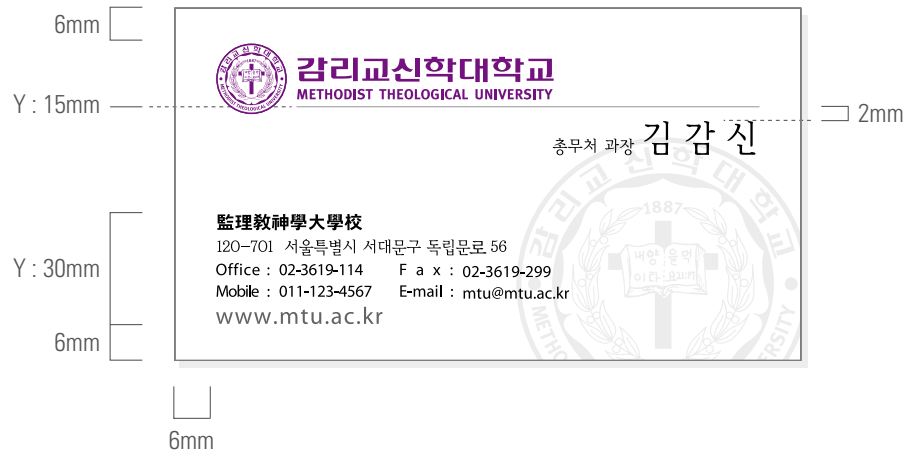 6mm
감리교신학대학교
METHODIST THEOLOGICAL UNIVERSITY
Y : 15mm
2mm
총무처 과장 김 감 신
1887
監理敎神學大學校
120-701 서울특별시 서대문구 독립문로 56
Office : 02-3619-114 F a x : 02-3619-299
Mobile : 011-123-4567 E-mail : mtu@mtu.ac.kr
www.mtu.ac.kr
Y : 30mm
6mm
6mm